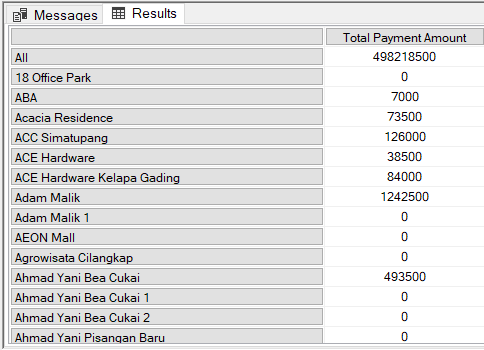 Messages Results
Total Payment Amount
All 498218500
18 Office Park 0
ABA 7000
Acacia Residence 73500
ACC Simatupang 126000
ACE Hardware 38500
ACE Hardware Kelapa Gading 84000
Adam Malik 1242500
Adam Malik 1 0
AEON Mall 0
Agrowisata Cilangkap 0
Ahmad Yani Bea Cukai 493500
Ahmad Yani Bea Cukai 1 0
Ahmad Yani Bea Cukai 2 0
Ahmad Yani Pisangan Baru 0